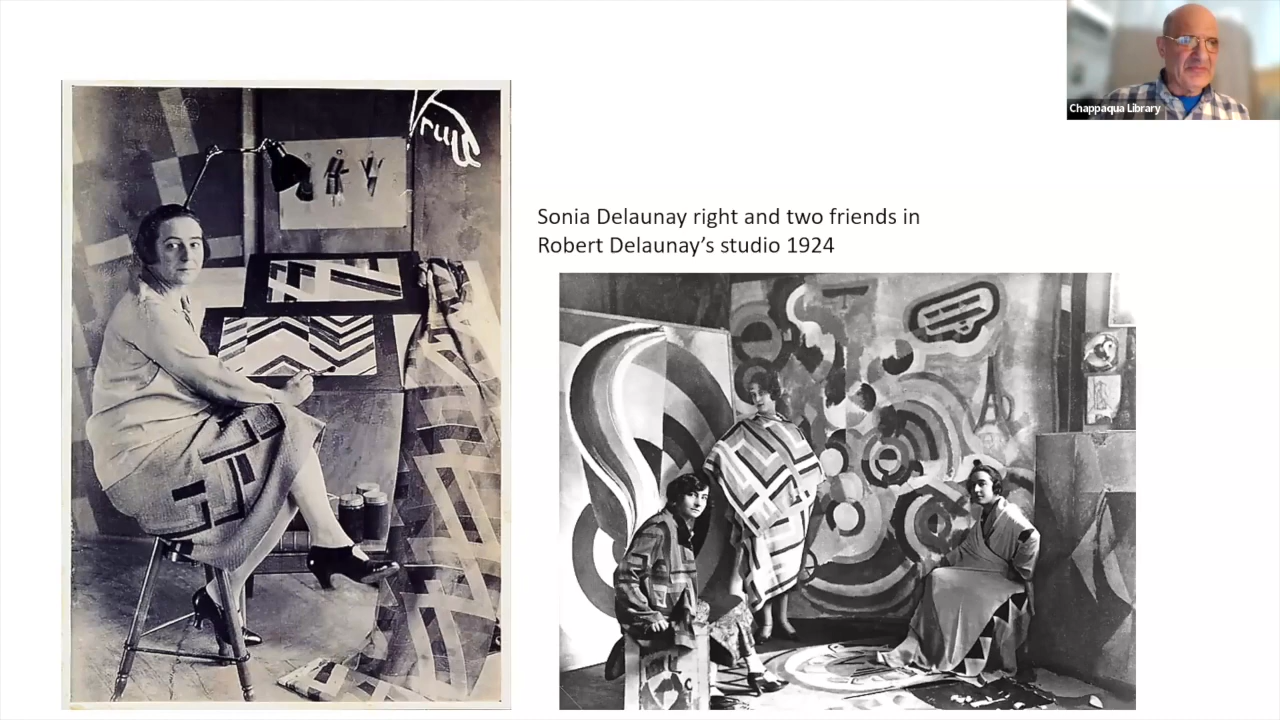 Chappaqua Library
Sonia Delaunay right and two friends in
Robert Delaunay’s studio 1924